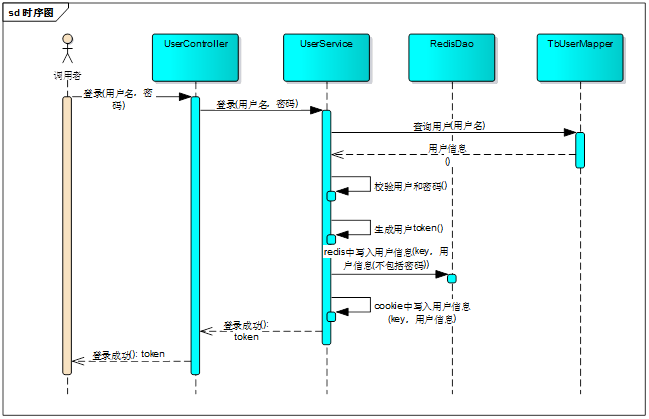 sd 时序图
UserController
UserService
RedisDao
TbUserMapper
调用者
登录(用户名，密
码)
登录(用户名，密码)
查询用户(用户名)
用户信息
()
校验用户和密码()
生成用户token()
redis中写入用户信息(key，用
户信息(不包括密码))
cookie中写入用户信息
(key，用户信息)
登录成功():
token
登录成功(): token